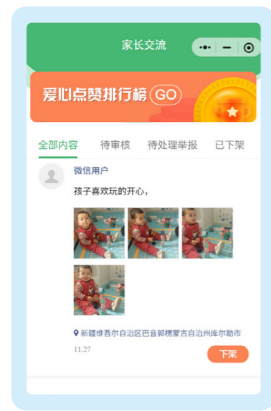 家长交流
爱心点赞排行榜 GO
全部内容 待审核 待处理举报 已下架
微信用户
孩子喜欢玩的开心，
新疆维吾尔自治区巴音郭楞蒙古自治州库尔勒市
11.27
下架